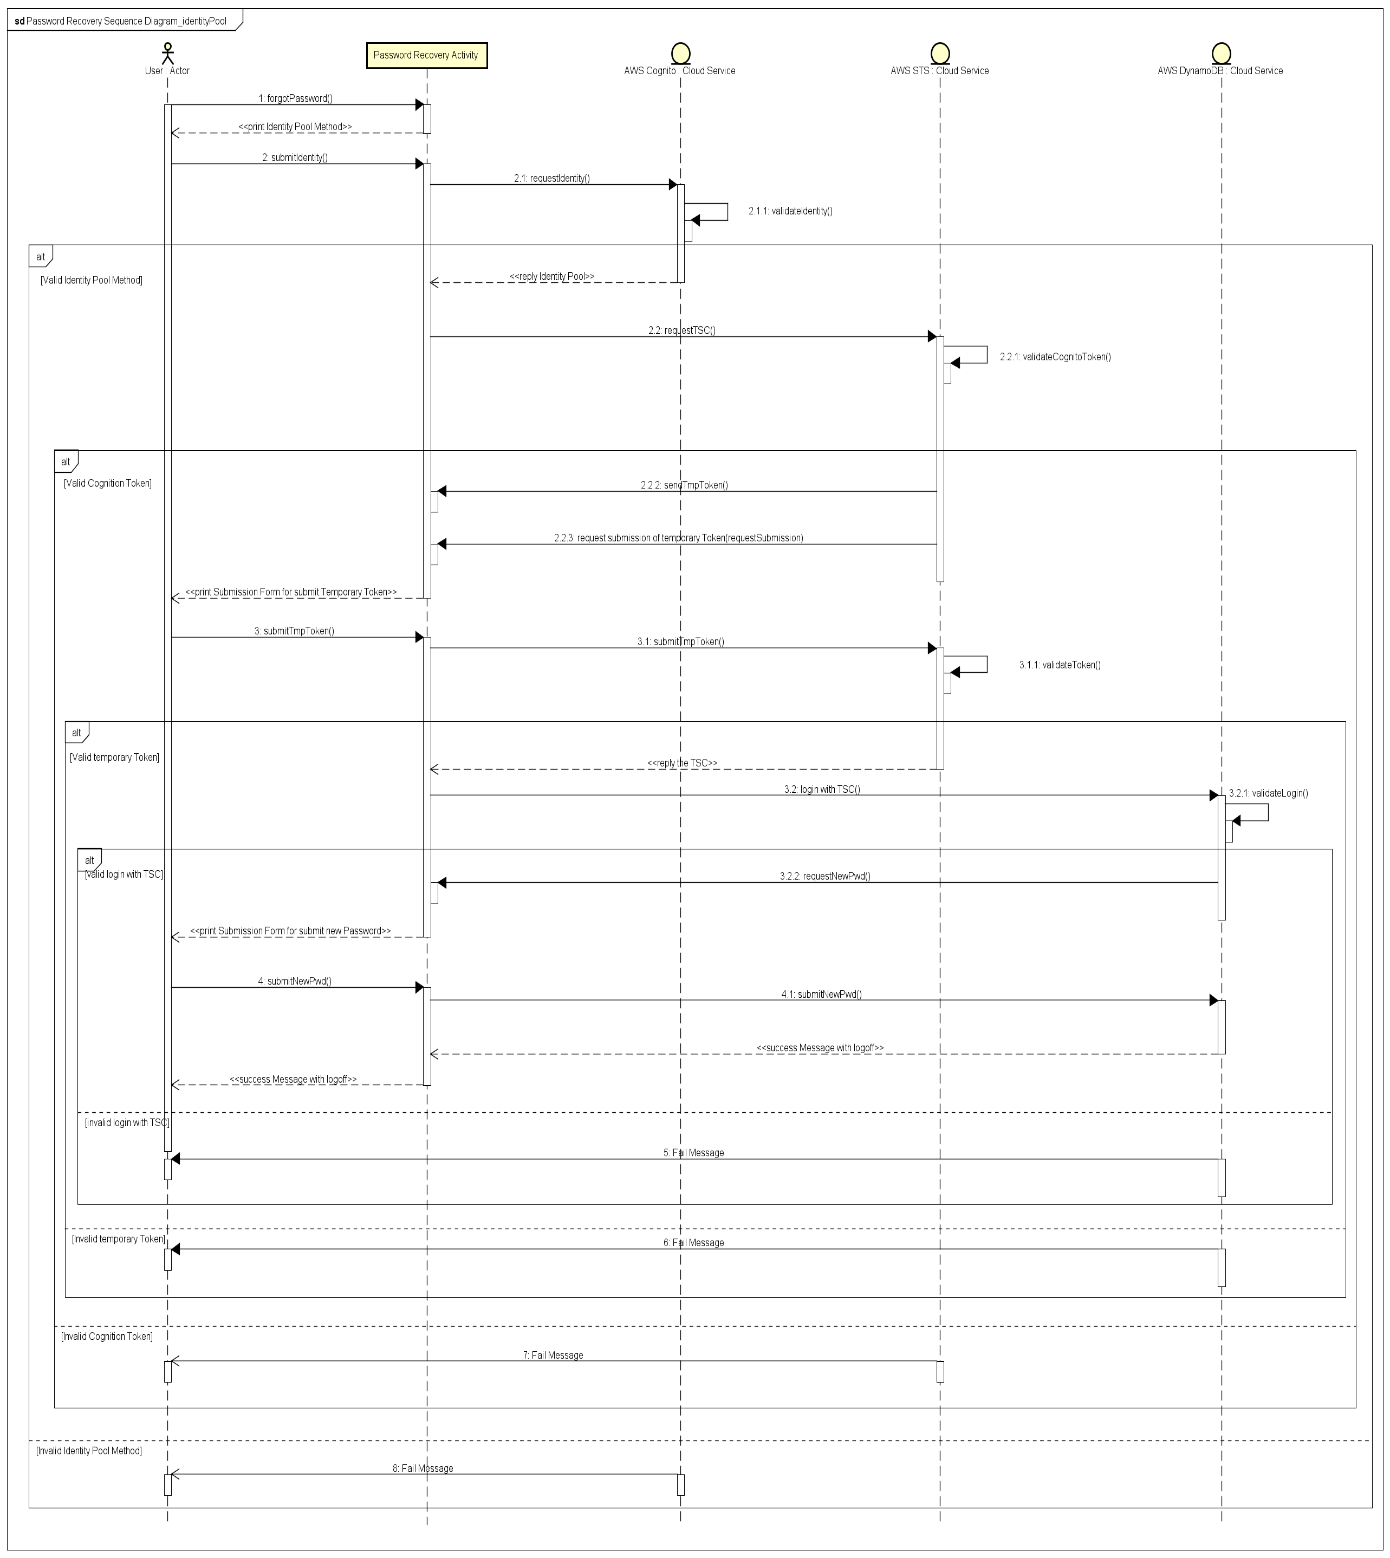 sd Password Recovery Sequence Diagram_identityPool
User : Actor
Password Recovery Activity
AWS Cognito : Cloud Service
AWS STS : Cloud Service
AWS DynamoDB : Cloud Service
1: forgotPassword()
<<print Identity Pool Method>>
2: submitIdentity()
2.1: requestIdentity()
2.1.1: validateIdentity()
alt
[Valid Identity Pool Method]
<<reply Identity Pool>>
2.2: requestTSC()
2.2.1: validateCognitoToken()
alt
[Valid Cognition Token]
2.2.2: sendTmpToken()
2.2.3: request submission of temporary Token(requestSubmission)
<<print Submission Form for submit Temporary Token>>
3: submitTmpToken()
3.1: submitTmpToken()
3.1.1: validateToken()
alt
[Valid temporary Token]
<<reply the TSC>>
3.2: login with TSC()
3.2.1: validateLogin()
alt
[Valid login with TSC]
3.2.2: requestNewPwd()
<<print Submission Form for submit new Password>>
4: submitNewPwd()
4.1: submitNewPwd()
<<success Message with logoff>>
<<success Message with logoff>>
[invalid login with TSC]
5: Fail Message
[Invalid temporary Token]
6: Fail Message
[Invalid Cognition Token]
7: Fail Message
[Invalid Identity Pool Method]
8: Fail Message